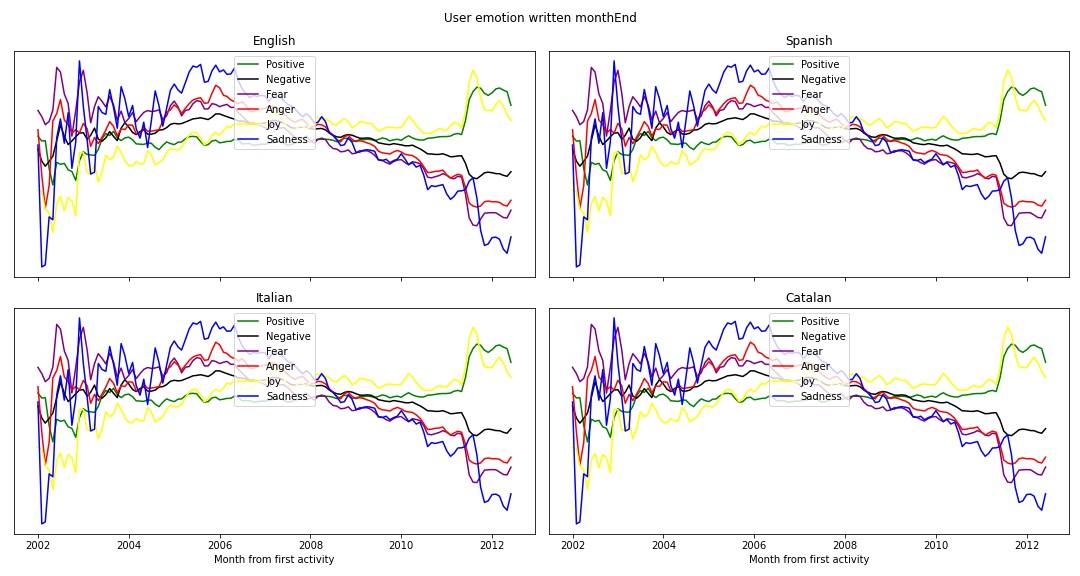 User emotion written monthEnd
English
Positive
Negative
Fear
Anger
Joy
Sadness
Spanish
Positive
Negative
Fear
Anger
Joy
Sadness
Italian
Positive
Negative
Fear
Anger
Joy
Sadness
2002 2004 2006 2008 2010 2012
Month from first activity
Catalan
Positive
Negative
Fear
Anger
Joy
Sadness
2002 2004 2006 2008 2010 2012
Month from first activity